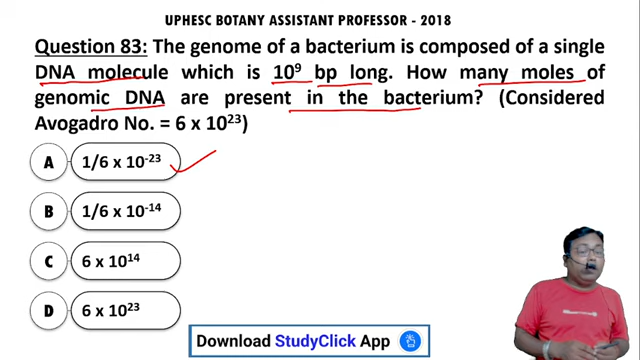 UPHESC BOTANY ASSISTANT PROFESSOR - 2018
Question 83: The genome of a bacterium is composed of a single
DNA molecule which is 10⁹ bp long. How many moles of
genomic DNA are present in the bacterium? (Considered
Avogadro No. = 6 x 10²³)
A 1/6 x 10⁻²³
B 1/6 x 10⁻¹⁴
C 6 x 10¹⁴
D 6 x 10²³
Download StudyClick App